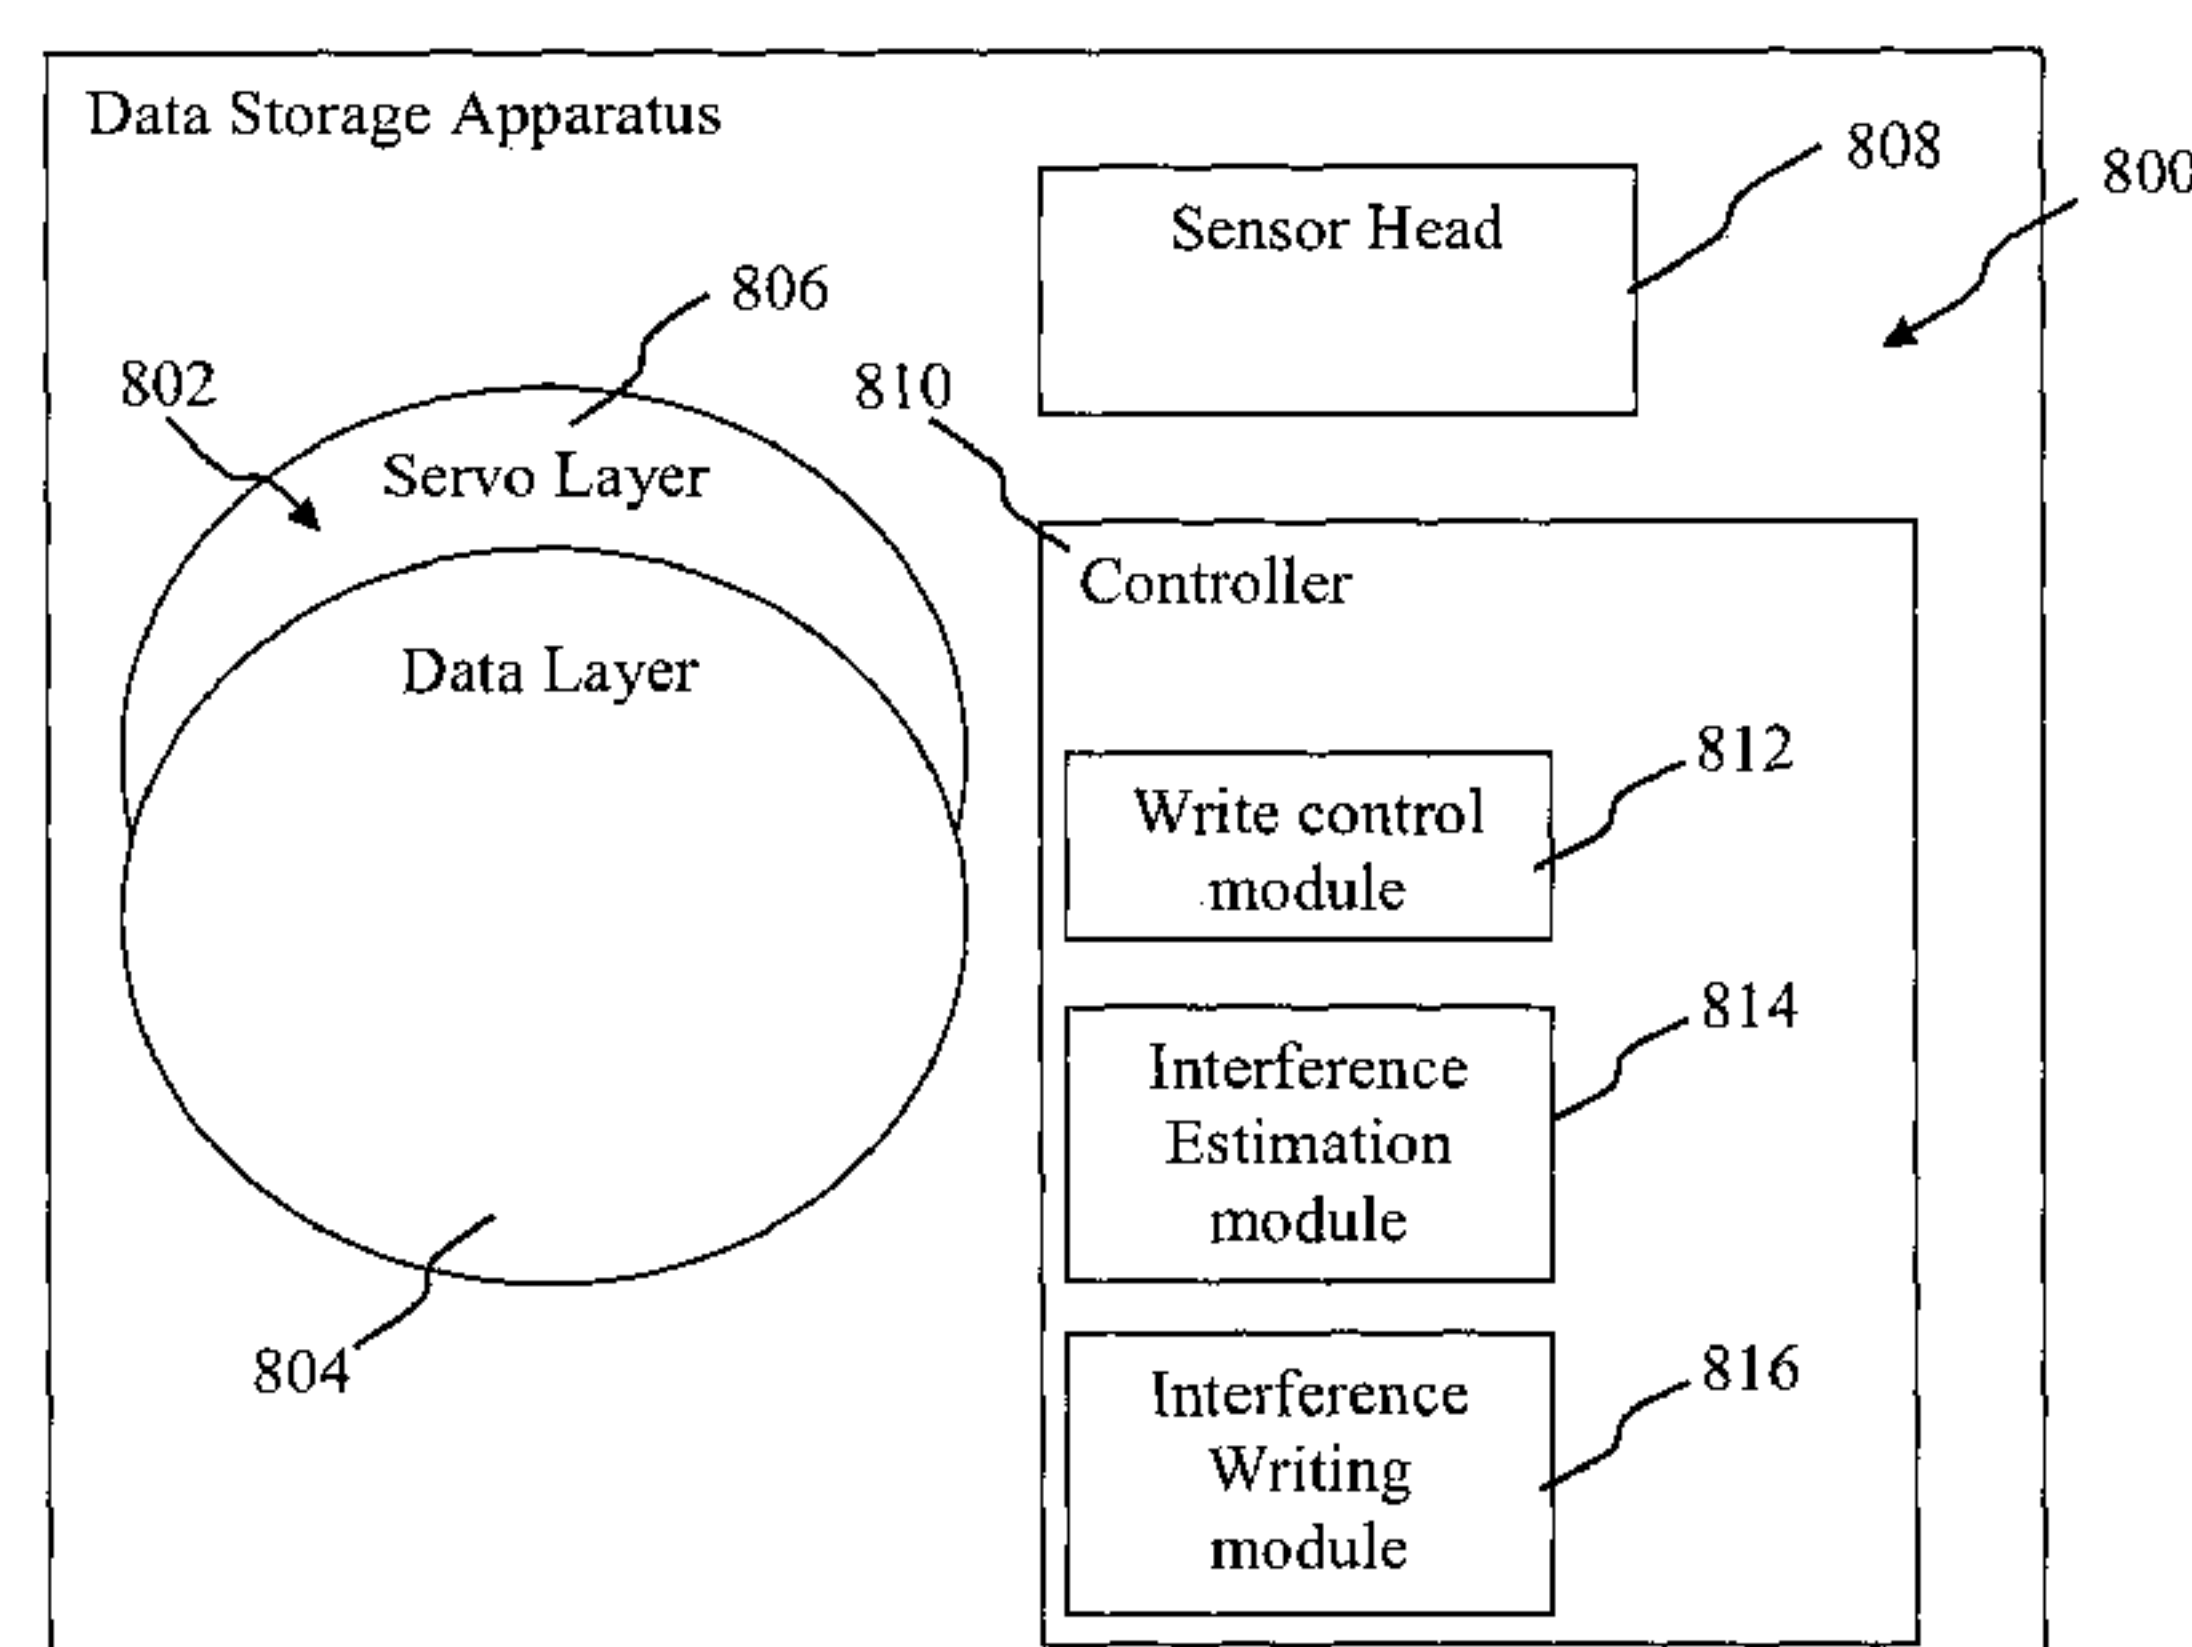 Data Storage Apparatus
808
800
Sensor Head
806
802
810
Servo Layer
Controller
Data Layer
812
Write control
module
814
Interference
Estimation
module
804
816
Interference
Writing
module